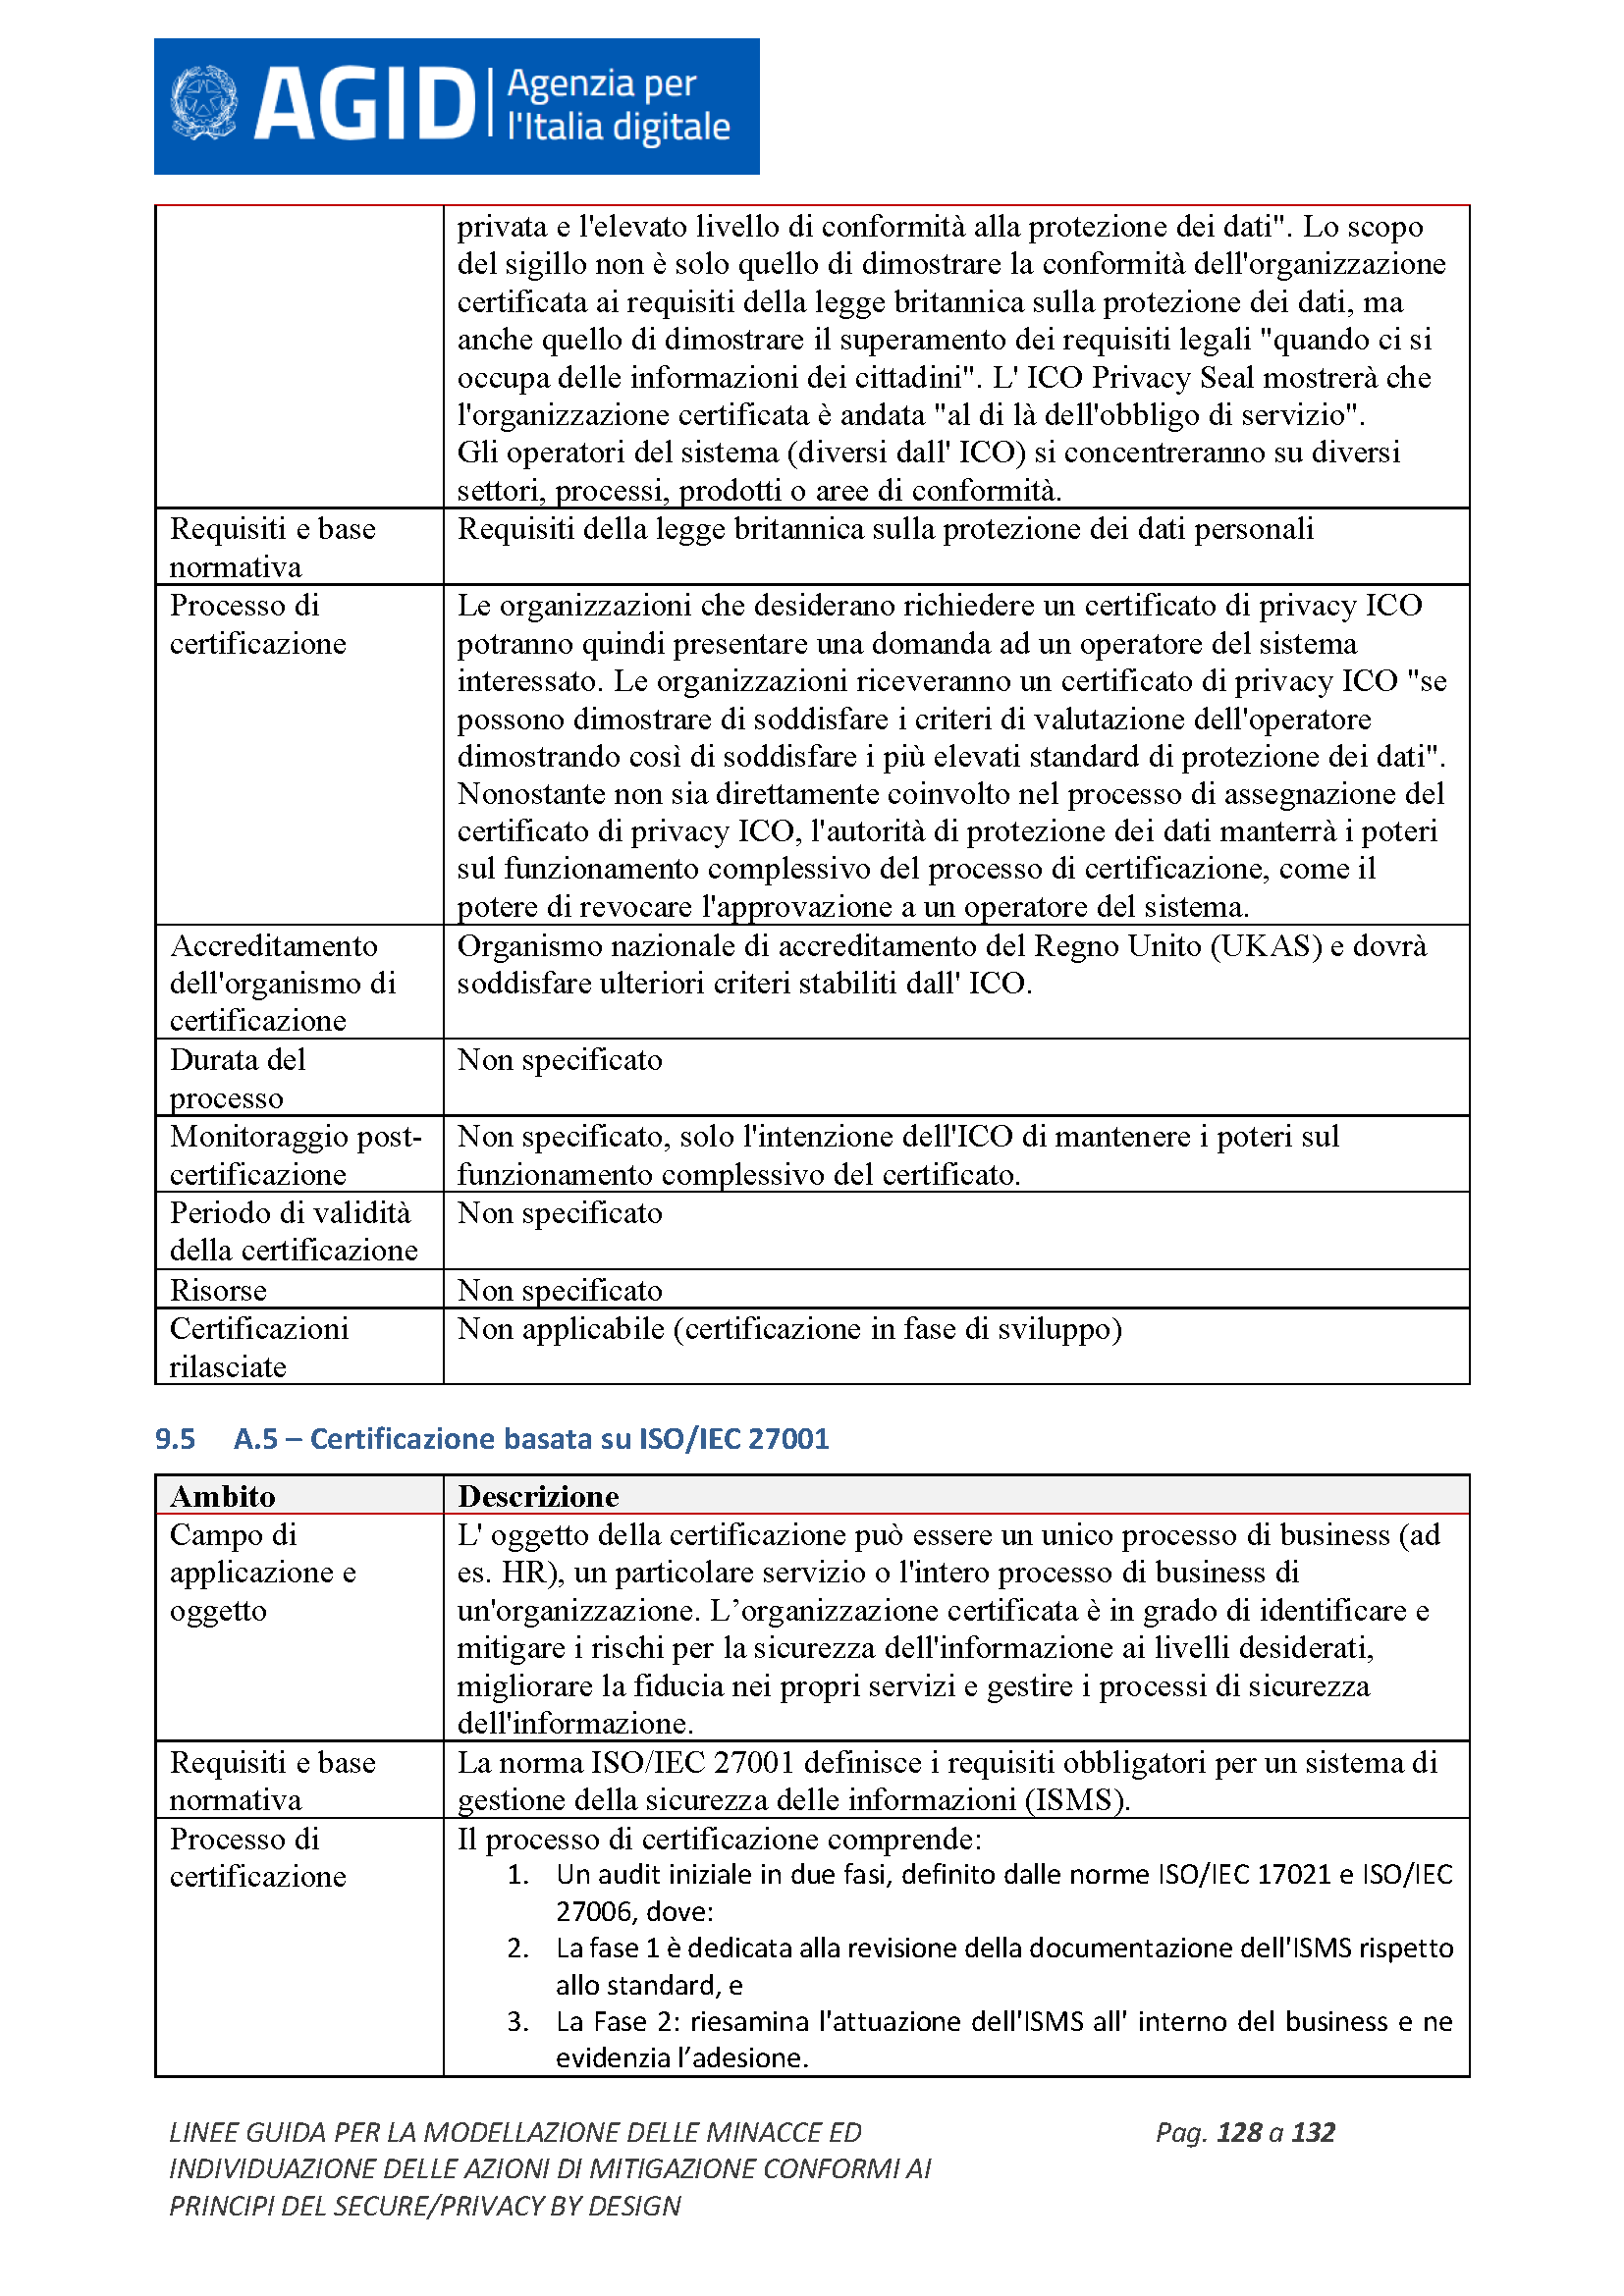 AGID Agenzia per
l'Italia digitale
privata e l'elevato livello di conformità alla protezione dei dati". Lo scopo
del sigillo non è solo quello di dimostrare la conformità dell'organizzazione
certificata ai requisiti della legge britannica sulla protezione dei dati, ma
anche quello di dimostrare il superamento dei requisiti legali "quando ci si
occupa delle informazioni dei cittadini". L' ICO Privacy Seal mostrerà che
l'organizzazione certificata è andata "al di là dell'obbligo di servizio".
Gli operatori del sistema (diversi dall' ICO) si concentreranno su diversi
settori, processi, prodotti o aree di conformità.
Requisiti e base
normativa
Requisiti della legge britannica sulla protezione dei dati personali
Processo di
certificazione
Le organizzazioni che desiderano richiedere un certificato di privacy ICO
potranno quindi presentare una domanda ad un operatore del sistema
interessato. Le organizzazioni riceveranno un certificato di privacy ICO "se
possono dimostrare di soddisfare i criteri di valutazione dell'operatore
dimostrando così di soddisfare i più elevati standard di protezione dei dati".
Nonostante non sia direttamente coinvolto nel processo di assegnazione del
certificato di privacy ICO, l'autorità di protezione dei dati manterrà i poteri
sul funzionamento complessivo del processo di certificazione, come il
potere di revocare l'approvazione a un operatore del sistema.
Accreditamento
dell'organismo di
certificazione
Organismo nazionale di accreditamento del Regno Unito (UKAS) e dovrà
soddisfare ulteriori criteri stabiliti dall' ICO.
Durata del
processo
Non specificato
Monitoraggio post-
certificazione
Non specificato, solo l'intenzione dell'ICO di mantenere i poteri sul
funzionamento complessivo del certificato.
Periodo di validità
della certificazione
Non specificato
Risorse
Non specificato
Certificazioni
rilasciate
Non applicabile (certificazione in fase di sviluppo)
9.5 A.5 – Certificazione basata su ISO/IEC 27001
Ambito
Descrizione
Campo di
applicazione e
oggetto
L' oggetto della certificazione può essere un unico processo di business (ad
es. HR), un particolare servizio o l'intero processo di business di
un'organizzazione. L’organizzazione certificata è in grado di identificare e
mitigare i rischi per la sicurezza dell'informazione ai livelli desiderati,
migliorare la fiducia nei propri servizi e gestire i processi di sicurezza
dell'informazione.
Requisiti e base
normativa
La norma ISO/IEC 27001 definisce i requisiti obbligatori per un sistema di
gestione della sicurezza delle informazioni (ISMS).
Processo di
certificazione
Il processo di certificazione comprende:
1. Un audit iniziale in due fasi, definito dalle norme ISO/IEC 17021 e ISO/IEC
27006, dove:
2. La fase 1 è dedicata alla revisione della documentazione dell'ISMS rispetto
allo standard, e
3. La Fase 2: riesamina l'attuazione dell'ISMS all' interno del business e ne
evidenzia l’adesione.
LINEE GUIDA PER LA MODELLAZIONE DELLE MINACCE ED
INDIVIDUAZIONE DELLE AZIONI DI MITIGAZIONE CONFORMI AI
PRINCIPI DEL SECURE/PRIVACY BY DESIGN
Pag. 128 a 132